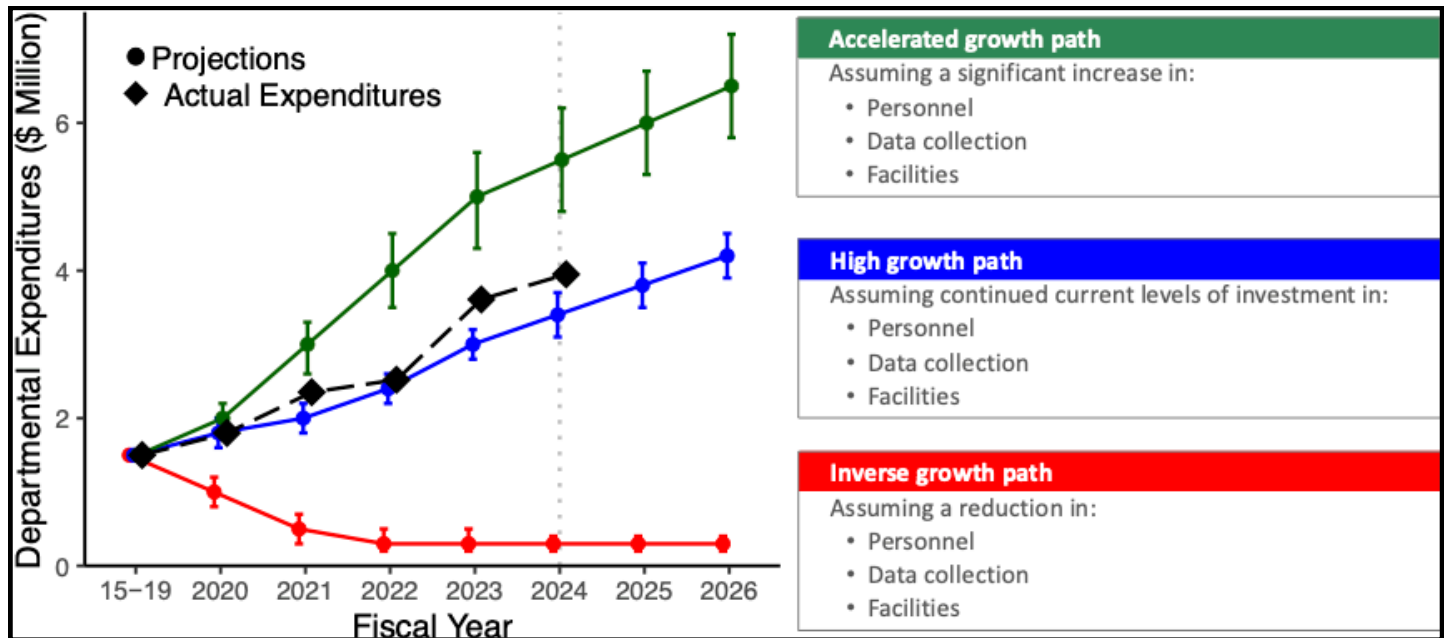 Projections
Actual Expenditures
Departmental Expenditures ($ Million)
6
4
2
0
15–19 2020 2021 2022 2023 2024 2025 2026
Fiscal Year
Accelerated growth path
Assuming a significant increase in:
• Personnel
• Data collection
• Facilities
High growth path
Assuming continued current levels of investment in:
• Personnel
• Data collection
• Facilities
Inverse growth path
Assuming a reduction in:
• Personnel
• Data collection
• Facilities